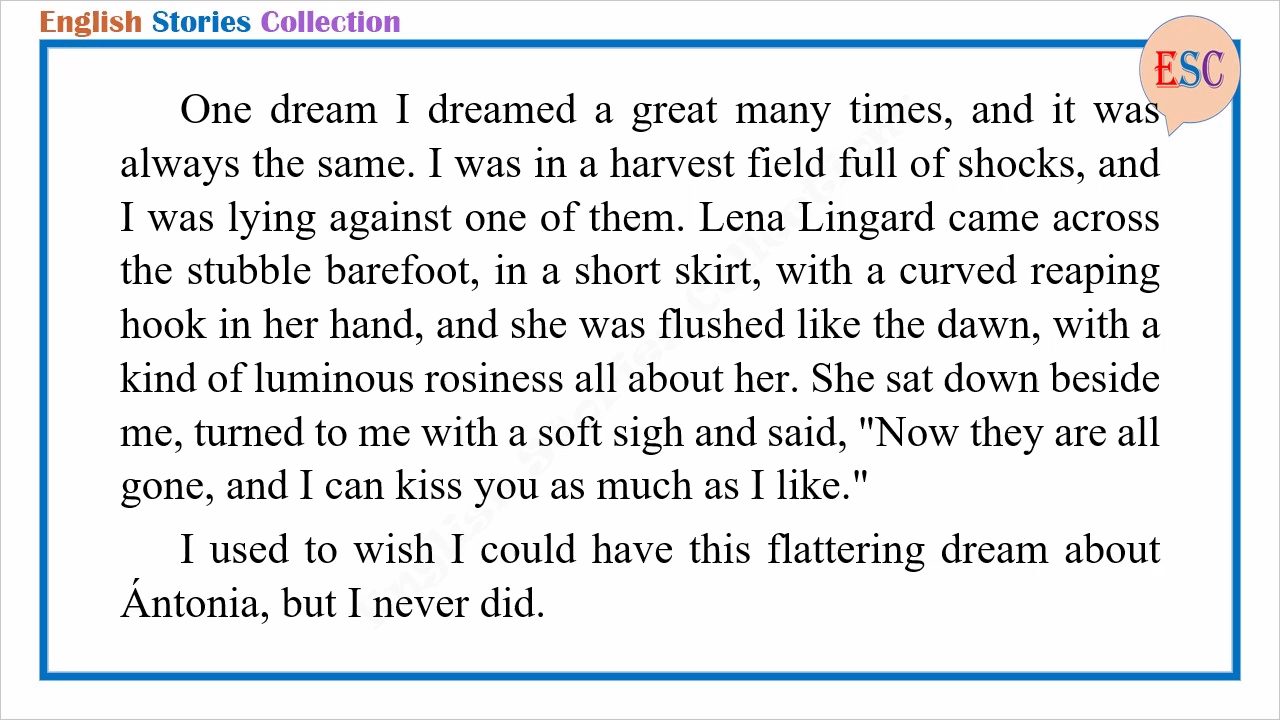 English Stories Collection
ESC
One dream I dreamed a great many times, and it was
always the same. I was in a harvest field full of shocks, and
I was lying against one of them. Lena Lingard came across
the stubble barefoot, in a short skirt, with a curved reaping
hook in her hand, and she was flushed like the dawn, with a
kind of luminous rosiness all about her. She sat down beside
me, turned to me with a soft sigh and said, "Now they are all
gone, and I can kiss you as much as I like."
I used to wish I could have this flattering dream about
Ántonia, but I never did.